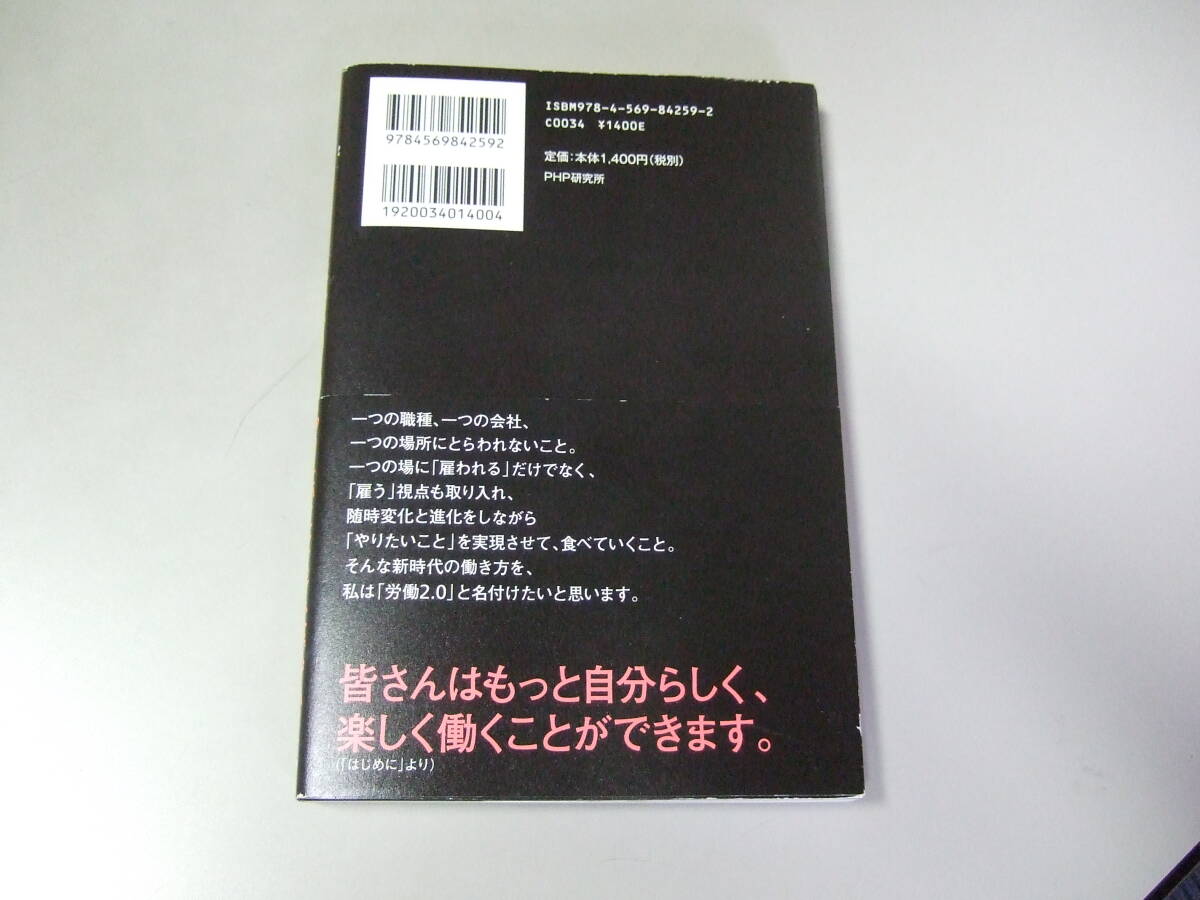 9784569842592
1920034014004
ISBN978-4-569-84259-2
C0034 ¥1400E
定価：本体1,400円（税別）
PHP研究所
一つの職種、一つの会社、
一つの場所にとらわれないこと。
一つの場に「雇われる」だけでなく、
「雇う」視点も取り入れ、
随時変化と進化をしながら
「やりたいこと」を実現させて、食べていくこと。
そんな新時代の働き方を、
私は「労働2.0」と名付けたいと思います。
皆さんはもっと自分らしく、
楽しく働くことができます。
（「はじめに」より）